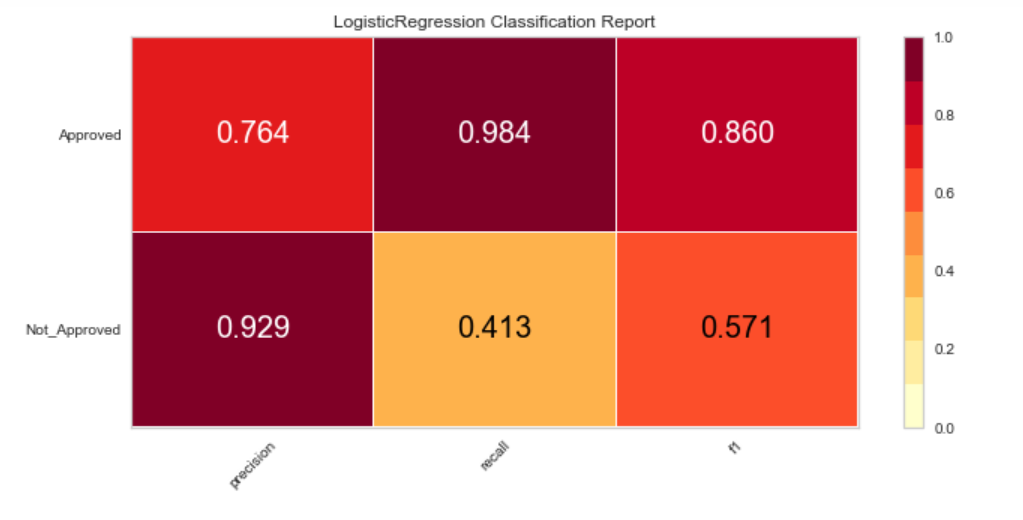 LogisticRegression Classification Report
Approved 0.764 0.984 0.860
Not_Approved 0.929 0.413 0.571
precision recall f1
1.0
0.8
0.6
0.4
0.2
0.0